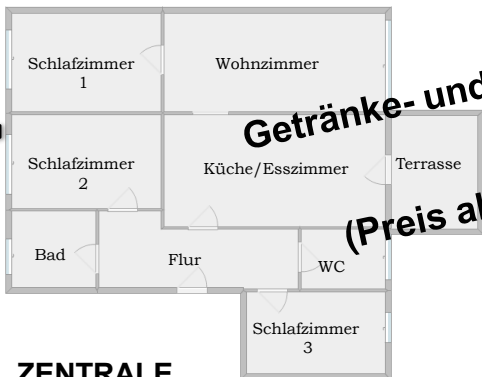 Schlafzimmer
1
Wohnzimmer
Getränke- und
Schlafzimmer
2
Küche/Esszimmer
Terrasse
(Preis
Bad
Flur
WC
Schlafzimmer
3
ZENTRALE